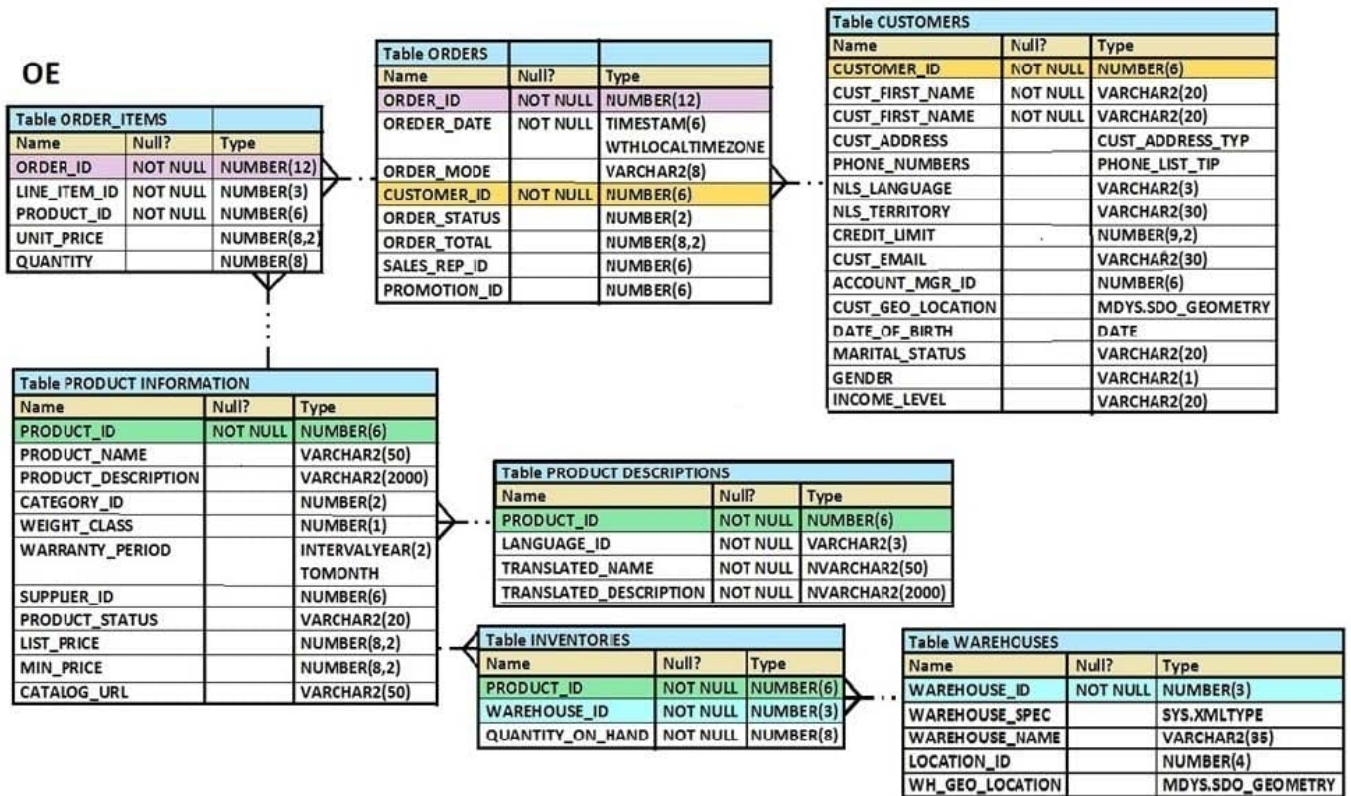 OE
Table ORDER_ITEMS
Name Null? Type
ORDER_ID NOT NULL NUMBER(12)
LINE_ITEM_ID NOT NULL NUMBER(3)
PRODUCT_ID NOT NULL NUMBER(6)
UNIT_PRICE NUMBER(8,2)
QUANTITY NUMBER(8)
Table ORDERS
Name Null? Type
ORDER_ID NOT NULL NUMBER(12)
OREDER_DATE NOT NULL TIMESTAM(6)
WTHLOCALTIMEZONE
ORDER_MODE VARCHAR2(8)
CUSTOMER_ID NOT NULL NUMBER(6)
ORDER_STATUS NUMBER(2)
ORDER_TOTAL NUMBER(8,2)
SALES_REP_ID NUMBER(6)
PROMOTION_ID NUMBER(6)
Table CUSTOMERS
Name Null? Type
CUSTOMER_ID NOT NULL NUMBER(6)
CUST_FIRST_NAME NOT NULL VARCHAR2(20)
CUST_FIRST_NAME NOT NULL VARCHAR2(20)
CUST_ADDRESS CUST_ADDRESS_TYP
PHONE_NUMBERS PHONE_LIST_TIP
NLS_LANGUAGE VARCHAR2(3)
NLS_TERRITORY VARCHAR2(30)
CREDIT_LIMIT NUMBER(9,2)
CUST_EMAIL VARCHAR2(30)
ACCOUNT_MGR_ID NUMBER(6)
CUST_GEO_LOCATION MDYS.SDO_GEOMETRY
DATE_OF_BIRTH DATE
MARITAL_STATUS VARCHAR2(20)
GENDER VARCHAR2(1)
INCOME_LEVEL VARCHAR2(20)
Table PRODUCT INFORMATION
Name Null? Type
PRODUCT_ID NOT NULL NUMBER(6)
PRODUCT_NAME VARCHAR2(50)
PRODUCT_DESCRIPTION VARCHAR2(2000)
CATEGORY_ID NUMBER(2)
WEIGHT_CLASS NUMBER(1)
WARRANTY_PERIOD INTERVALYEAR(2)
TOMONTH
SUPPLIER_ID NUMBER(6)
PRODUCT_STATUS VARCHAR2(20)
LIST_PRICE NUMBER(8,2)
MIN_PRICE NUMBER(8,2)
CATALOG_URL VARCHAR2(50)
Table PRODUCT DESCRIPTIONS
Name Null? Type
PRODUCT_ID NOT NULL NUMBER(6)
LANGUAGE_ID NOT NULL VARCHAR2(3)
TRANSLATED_NAME NOT NULL NVARCHAR2(50)
TRANSLATED_DESCRIPTION NOT NULL NVARCHAR2(2000)
Table INVENTORIES
Name Null? Type
PRODUCT_ID NOT NULL NUMBER(6)
WAREHOUSE_ID NOT NULL NUMBER(3)
QUANTITY_ON_HAND NOT NULL NUMBER(8)
Table WAREHOUSES
Name Null? Type
WAREHOUSE_ID NOT NULL NUMBER(3)
WAREHOUSE_SPEC SYS.XMLTYPE
WAREHOUSE_NAME VARCHAR2(35)
LOCATION_ID NUMBER(4)
WH_GEO_LOCATION MDYS.SDO_GEOMETRY